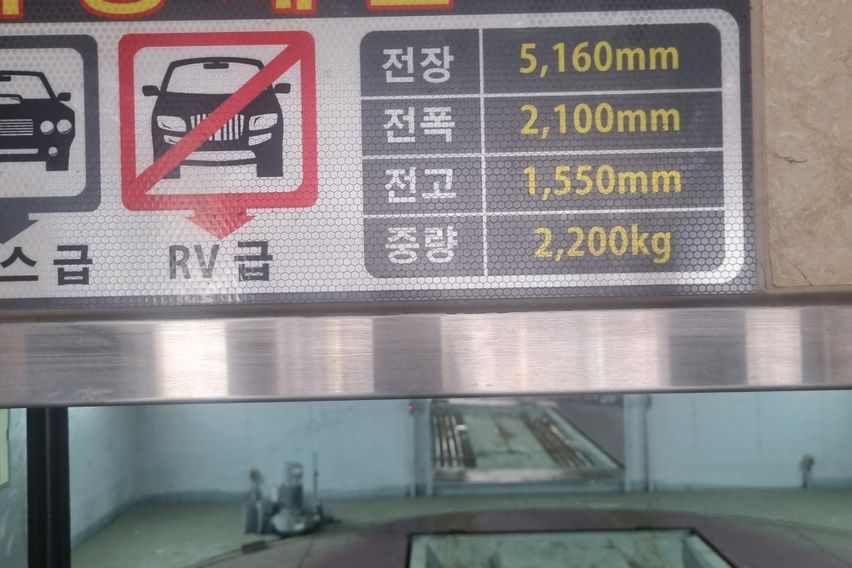 스급
RV급
전장 5,160mm
전폭 2,100mm
전고 1,550mm
중량 2,200kg